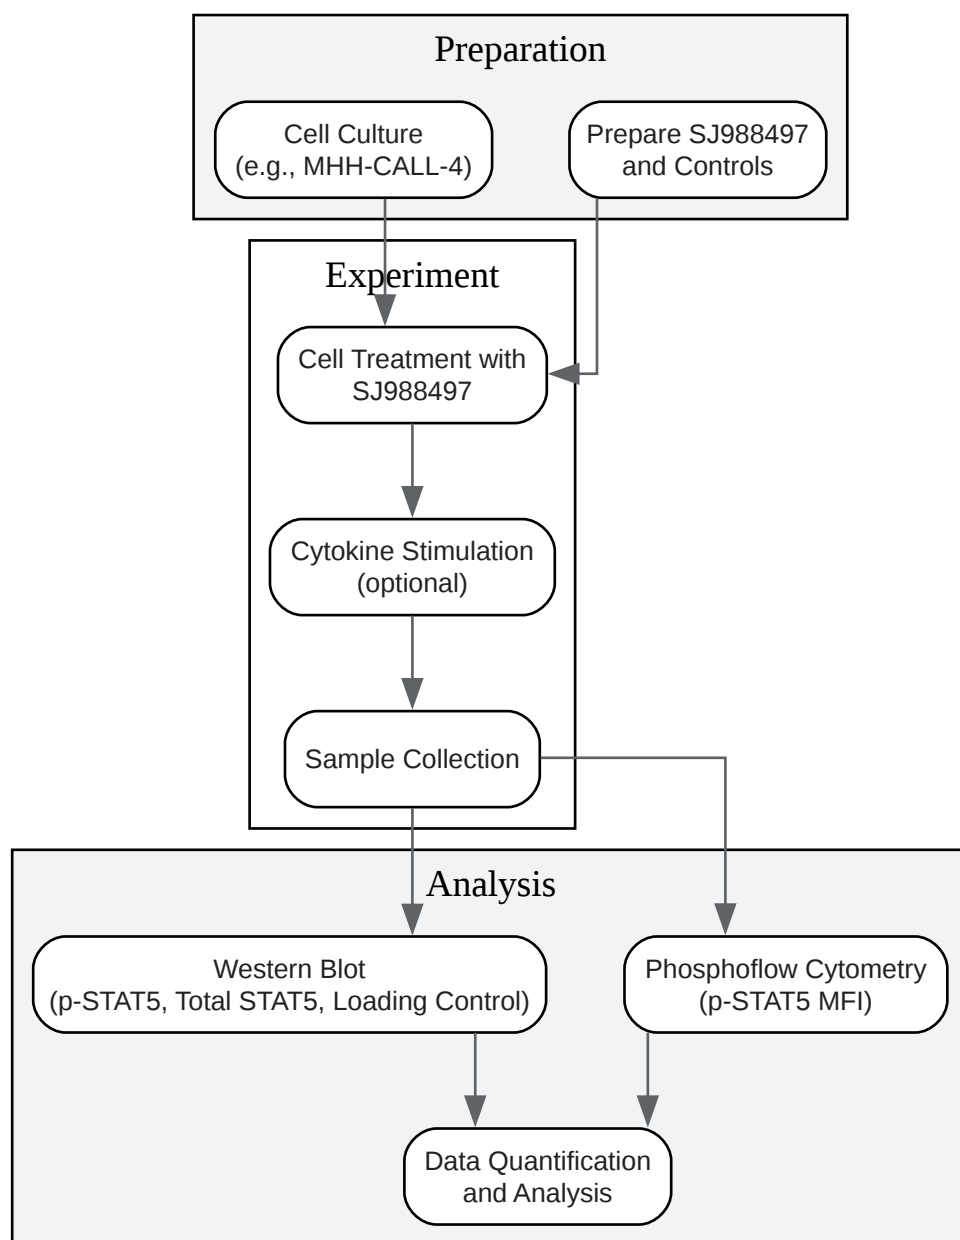 Preparation
Cell Culture
(e.g., MHH-CALL-4)
Prepare SJ988497
and Controls
Experiment
Cell Treatment with
SJ988497
Cytokine Stimulation
(optional)
Sample Collection
Analysis
Western Blot
(p-STAT5, Total STAT5, Loading Control)
Phosphoflow Cytometry
(p-STAT5 MFI)
Data Quantification
and Analysis